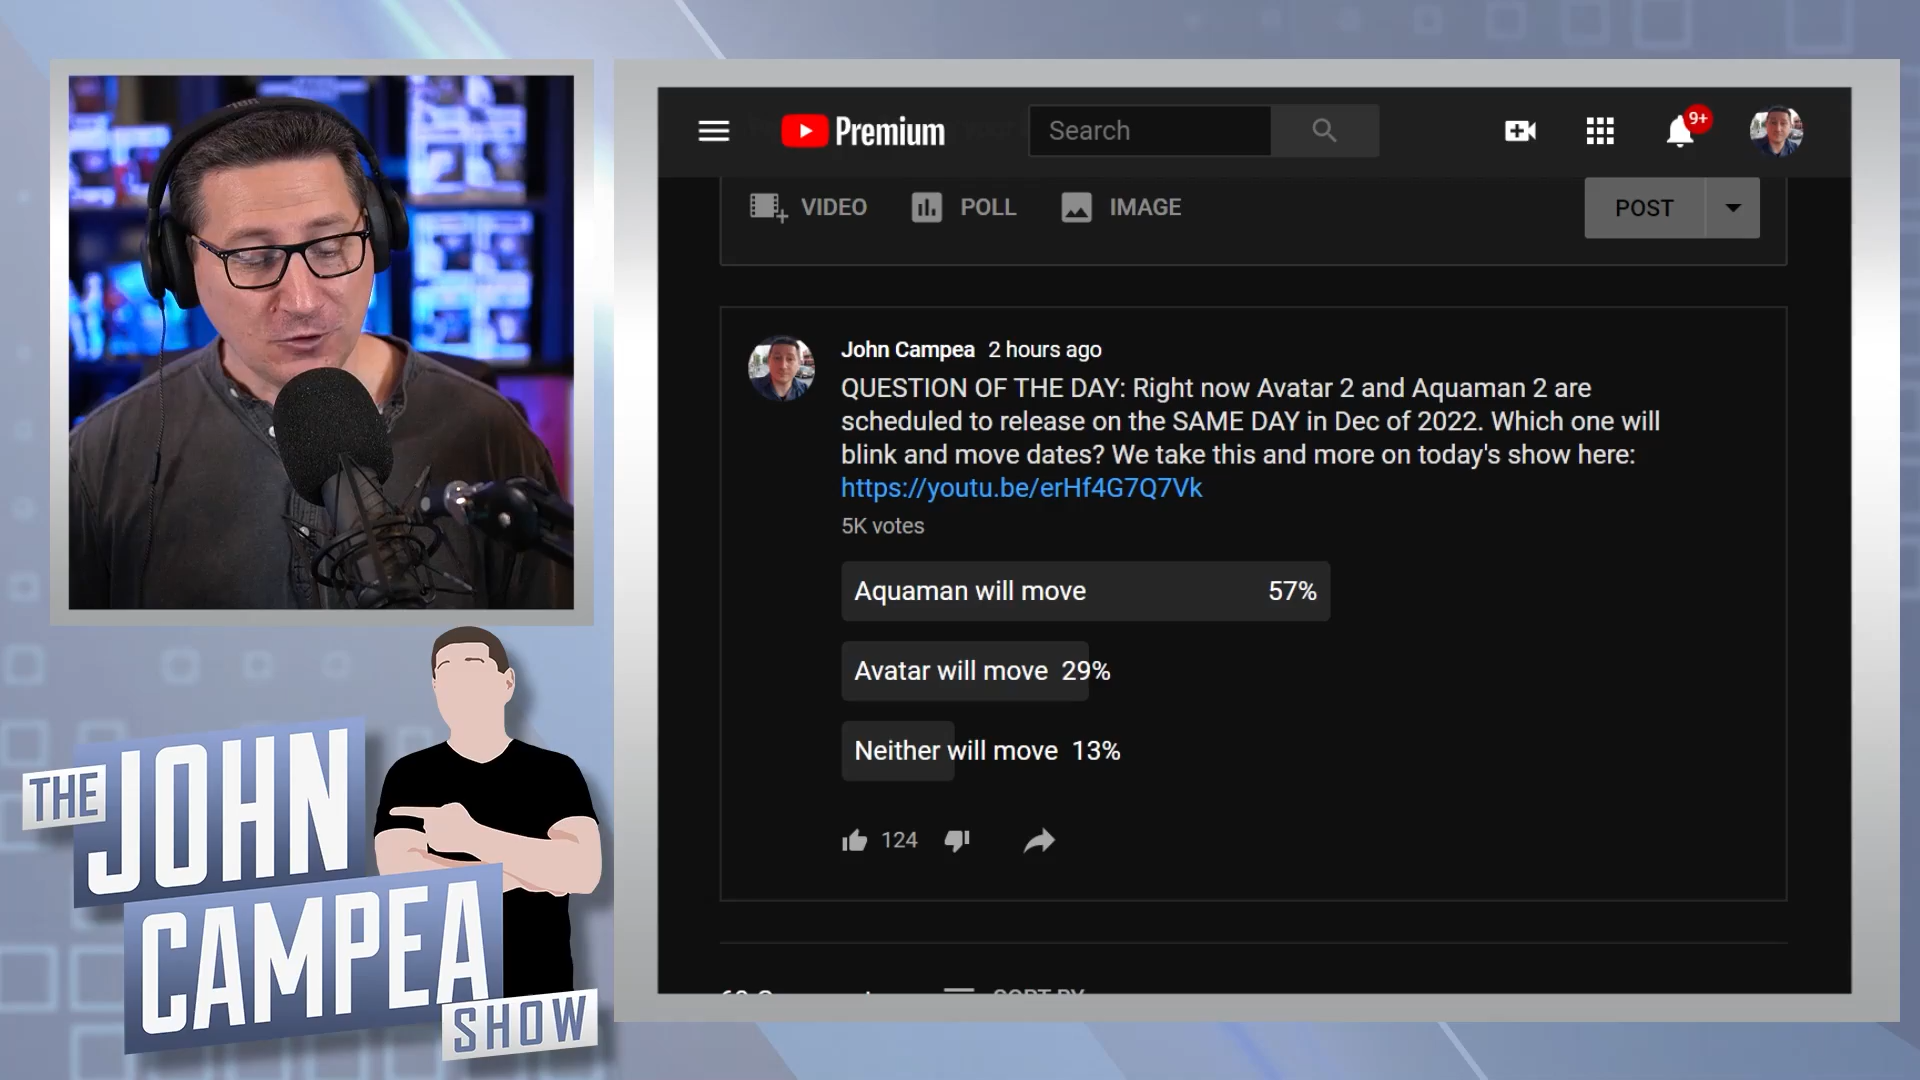 Premium
Search
9+
VIDEO
POLL
IMAGE
POST
John Campea 2 hours ago
QUESTION OF THE DAY: Right now Avatar 2 and Aquaman 2 are
scheduled to release on the SAME DAY in Dec of 2022. Which one will
blink and move dates? We take this and more on today's show here:
https://youtu.be/erHf4G7Q7Vk
5K votes
Aquaman will move 57%
Avatar will move 29%
Neither will move 13%
124
SORT BY
THE
JOHN
CAMPEA
SHOW